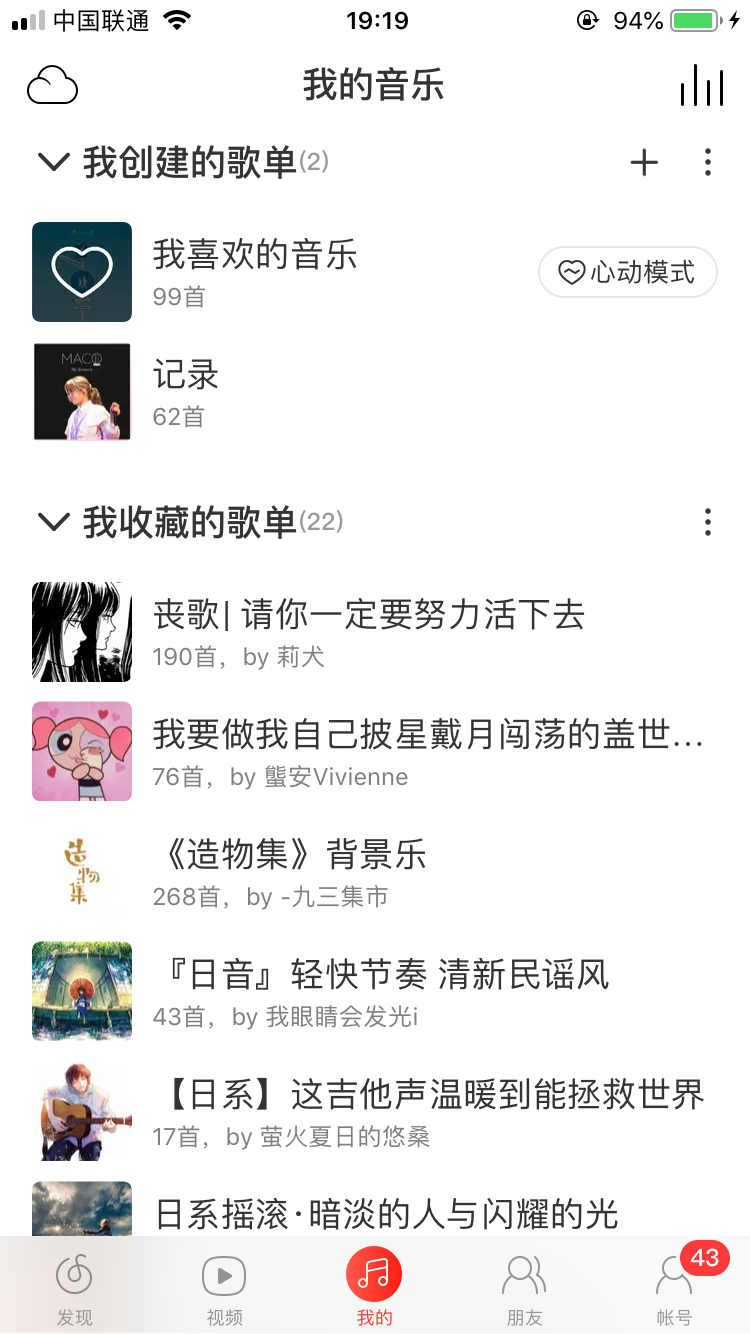 中国联通 19:19 94%
我的音乐
我创建的歌单(2)
我喜欢的音乐
99首
心动模式
MACO
记录
62首
我收藏的歌单(22)
丧歌| 请你一定要努力活下去
190首，by 莉犬
我要做我自己披星戴月闯荡的盖世...
76首，by 蠿安Vivienne
造物集
《造物集》背景乐
268首，by -九三集市
『日音』轻快节奏 清新民谣风
43首，by 我眼睛会发光i
【日系】这吉他声温暖到能拯救世界
17首，by 萤火夏日的悠桑
日系摇滚·暗淡的人与闪耀的光
43
发现 视频 我的 朋友 帐号